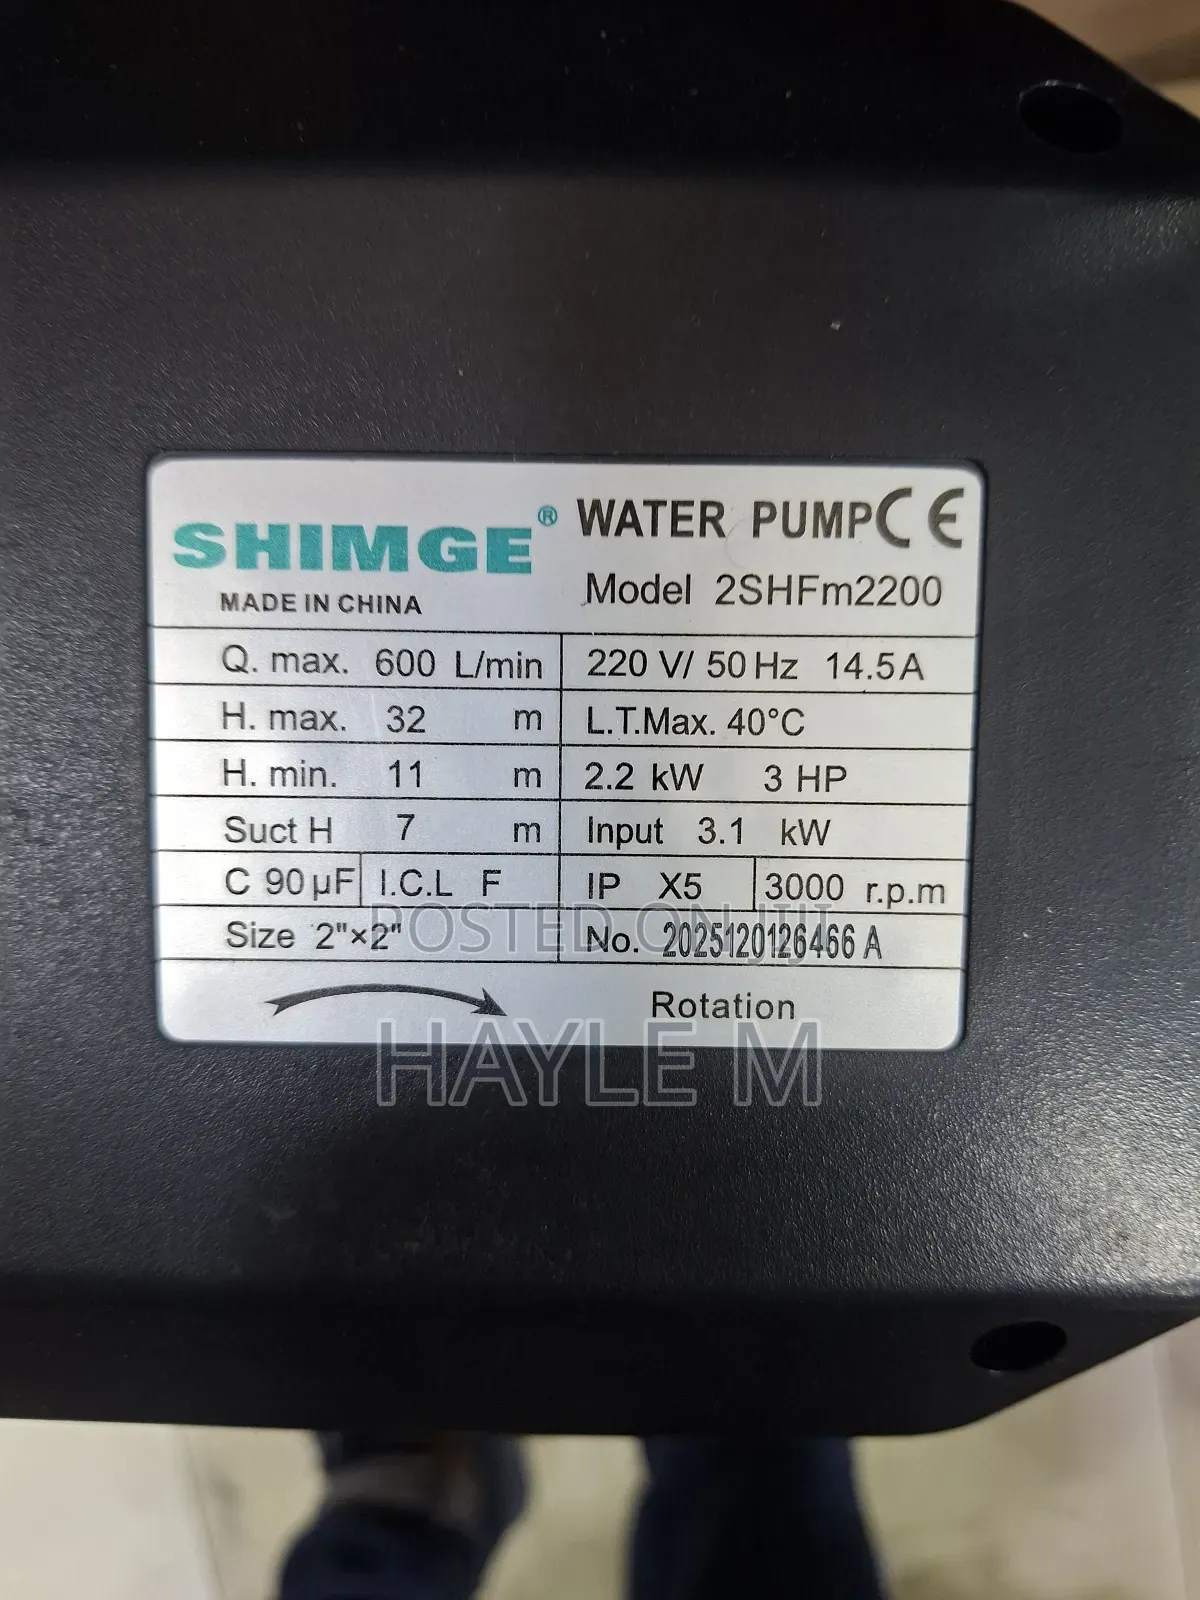 SHIMGE® WATER PUMP CE
MADE IN CHINA Model 2SHFm2200
Q. max. 600 L/min 220 V/ 50 Hz 14.5A
H. max. 32 m L.T.Max. 40°C
H. min. 11 m 2.2 kW 3 HP
Suct H 7 m Input 3.1 kW
C 90μF I.C.L F IP X5 3000 r.p.m
Size 2"×2" No. 2025120126466 A
POSTED ON JIJI
Rotation
HAYLE M